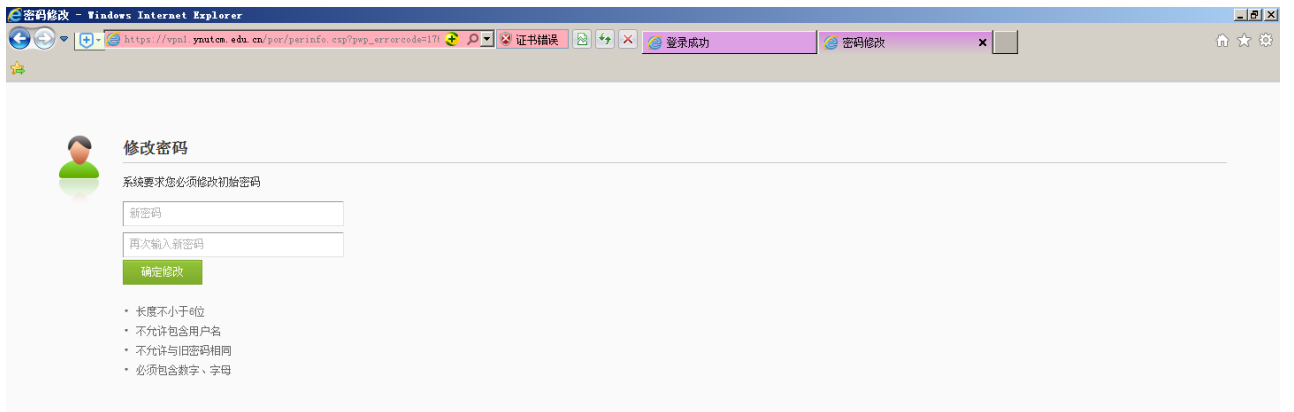 密码修改 - Windows Internet Explorer
https://vpn1.ynutcm.edu.cn/por/perinfo.csp?pwp_errorcode=17 证书错误 登录成功 密码修改
修改密码
系统要求您必须修改初始密码
新密码
再次输入新密码
确定修改
• 长度不小于6位
• 不允许包含用户名
• 不允许与旧密码相同
• 必须包含数字、字母